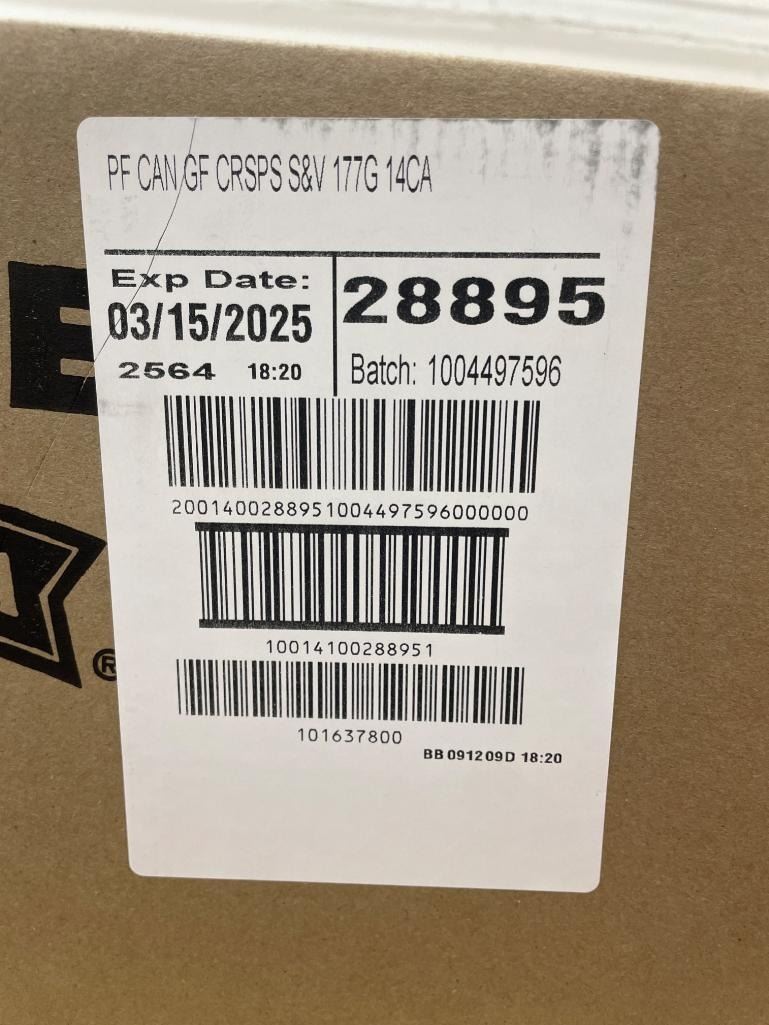 PF CAN GF CRSPS S&V 177G 14CA
Exp Date:
03/15/2025
2564 18:20
28895
Batch: 1004497596
2001400288951004497596000000
10014100288951
101637800
BB 091209D 18:20
E
®